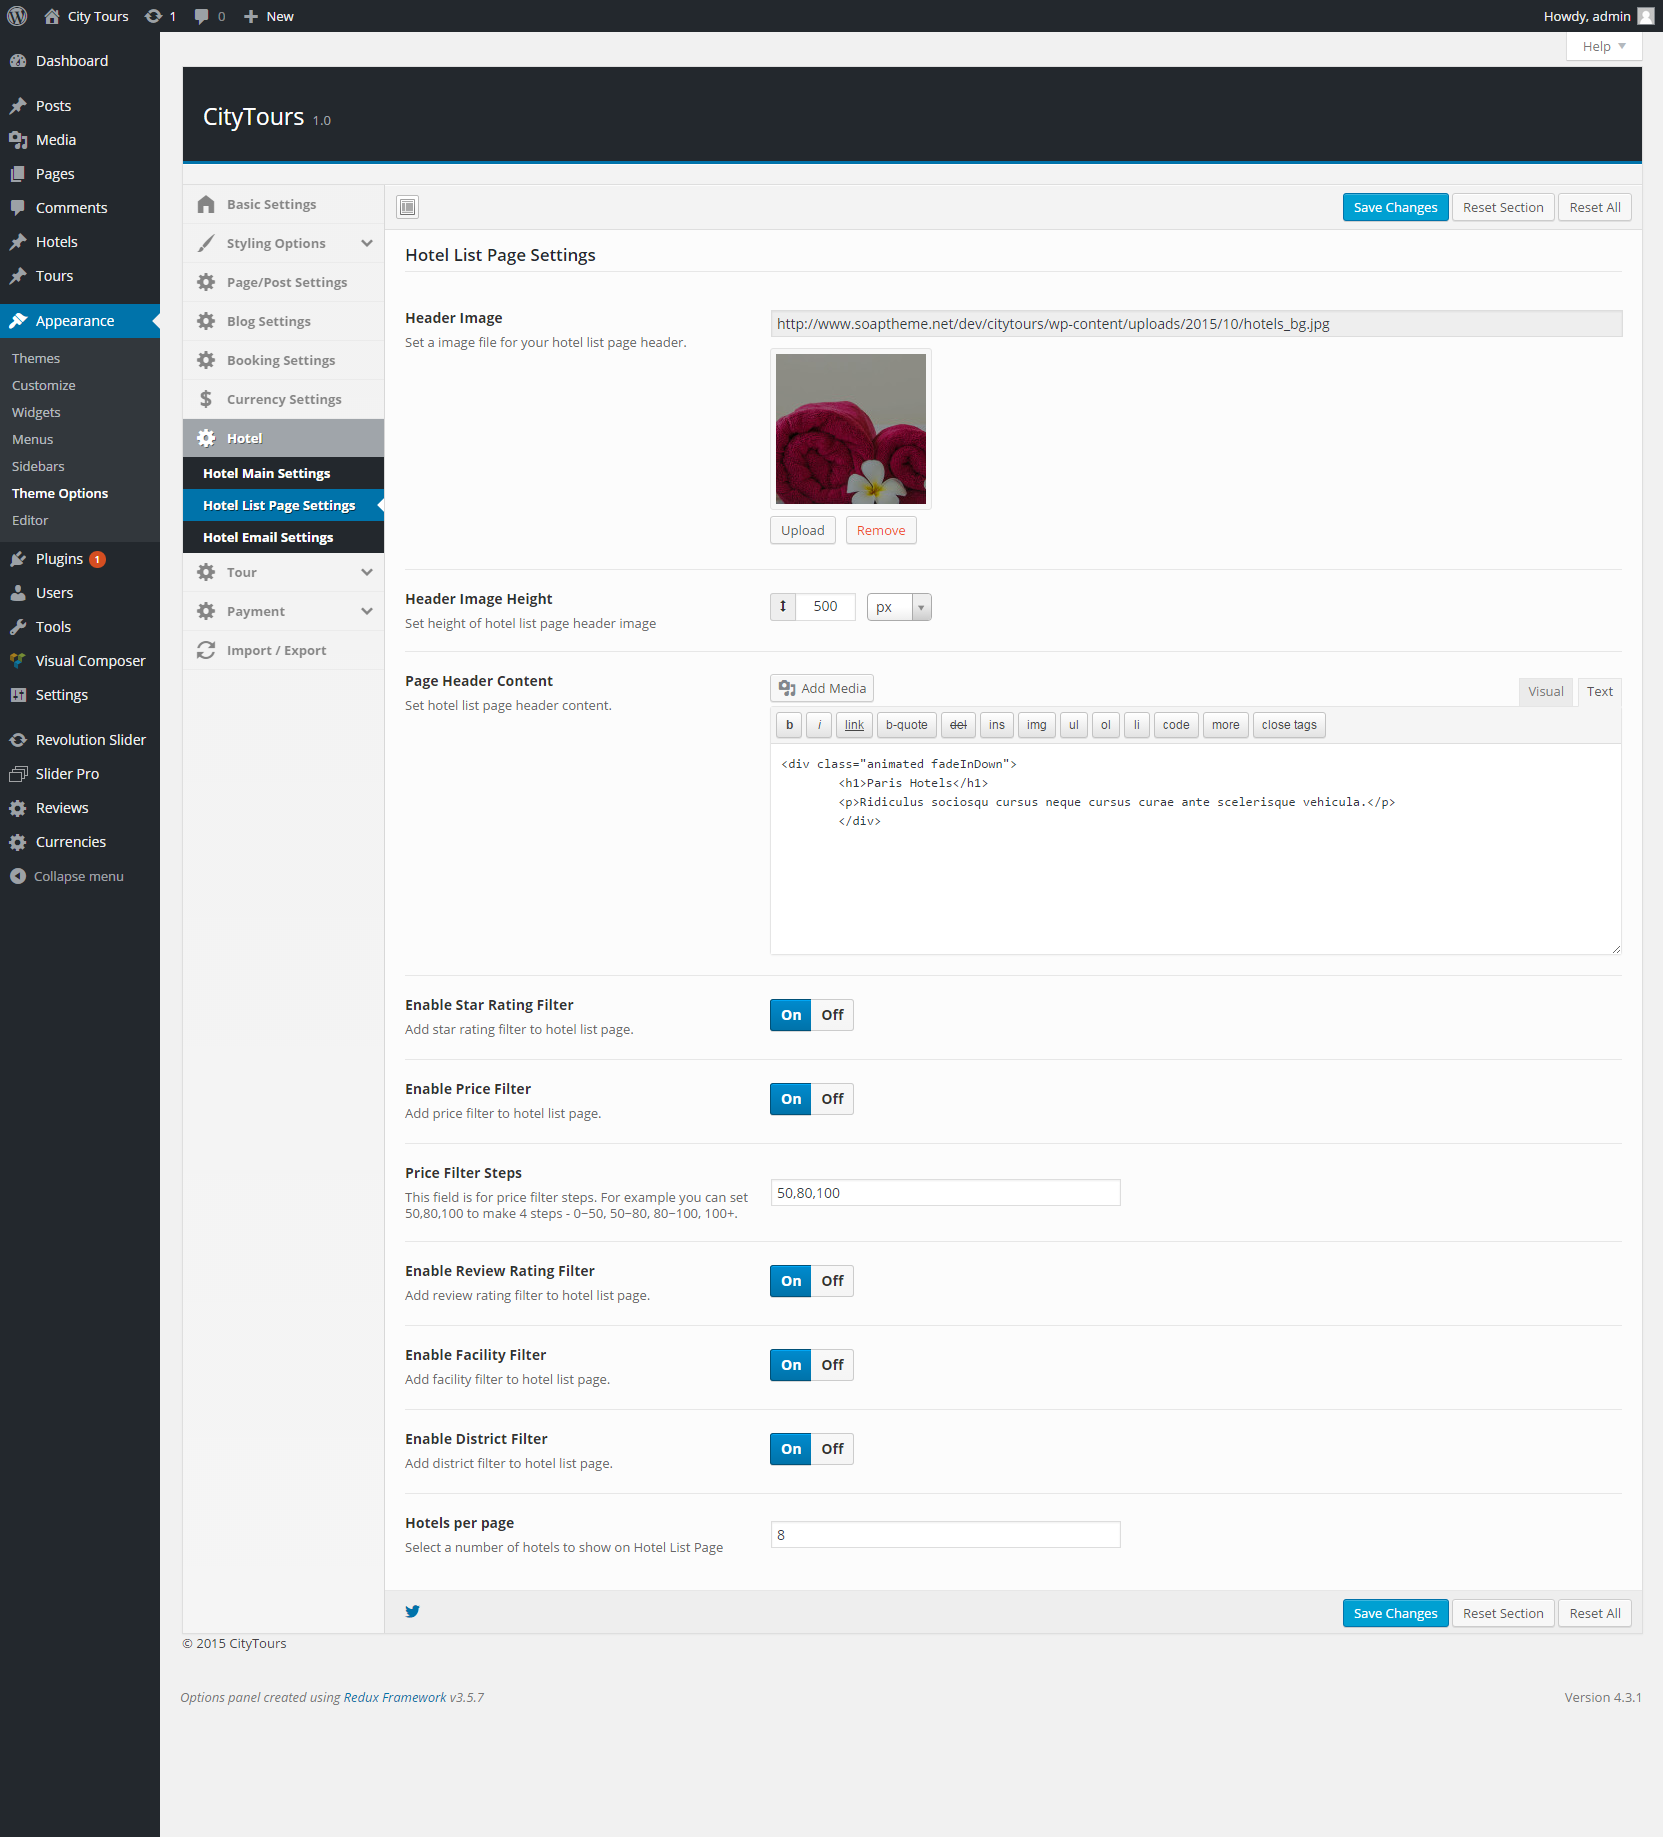 City Tours 1 0 New Howdy, admin
Help
Dashboard
Posts
Media
Pages
Comments
Hotels
Tours
Appearance
Themes
Customize
Widgets
Menus
Sidebars
Theme Options
Editor
Plugins 1
Users
Tools
Visual Composer
Settings
Revolution Slider
Slider Pro
Reviews
Currencies
Collapse menu
CityTours 1.0
Basic Settings
Styling Options
Page/Post Settings
Blog Settings
Booking Settings
Currency Settings
Hotel
Hotel Main Settings
Hotel List Page Settings
Hotel Email Settings
Tour
Payment
Import / Export
Save Changes Reset Section Reset All
Hotel List Page Settings
Header Image
Set a image file for your hotel list page header.
http://www.soaptheme.net/dev/citytours/wp-content/uploads/2015/10/hotels_bg.jpg
Upload Remove
Header Image Height
Set height of hotel list page header image
500 px
Page Header Content
Set hotel list page header content.
Add Media
Visual Text
b i link b-quote del ins img ul ol li code more close tags
<div class="animated fadeInDown">
<h1>Paris Hotels</h1>
<p>Ridiculus sociosqu cursus neque cursus curae ante scelerisque vehicula.</p>
</div>
Enable Star Rating Filter
Add star rating filter to hotel list page.
On Off
Enable Price Filter
Add price filter to hotel list page.
On Off
Price Filter Steps
This field is for price filter steps. For example you can set
50,80,100 to make 4 steps - 0~50, 50~80, 80~100, 100+.
50,80,100
Enable Review Rating Filter
Add review rating filter to hotel list page.
On Off
Enable Facility Filter
Add facility filter to hotel list page.
On Off
Enable District Filter
Add district filter to hotel list page.
On Off
Hotels per page
Select a number of hotels to show on Hotel List Page
8
Save Changes Reset Section Reset All
© 2015 CityTours
Options panel created using Redux Framework v3.5.7
Version 4.3.1